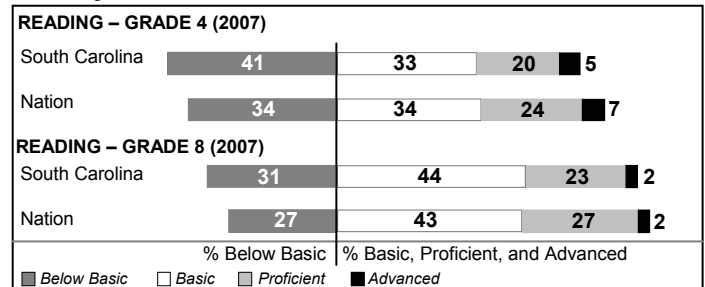 READING – GRADE 4 (2007)
South Carolina 41 33 20 5
Nation 34 34 24 7
READING – GRADE 8 (2007)
South Carolina 31 44 23 2
Nation 27 43 27 2
% Below Basic % Basic, Proficient, and Advanced
Below Basic Basic Proficient Advanced